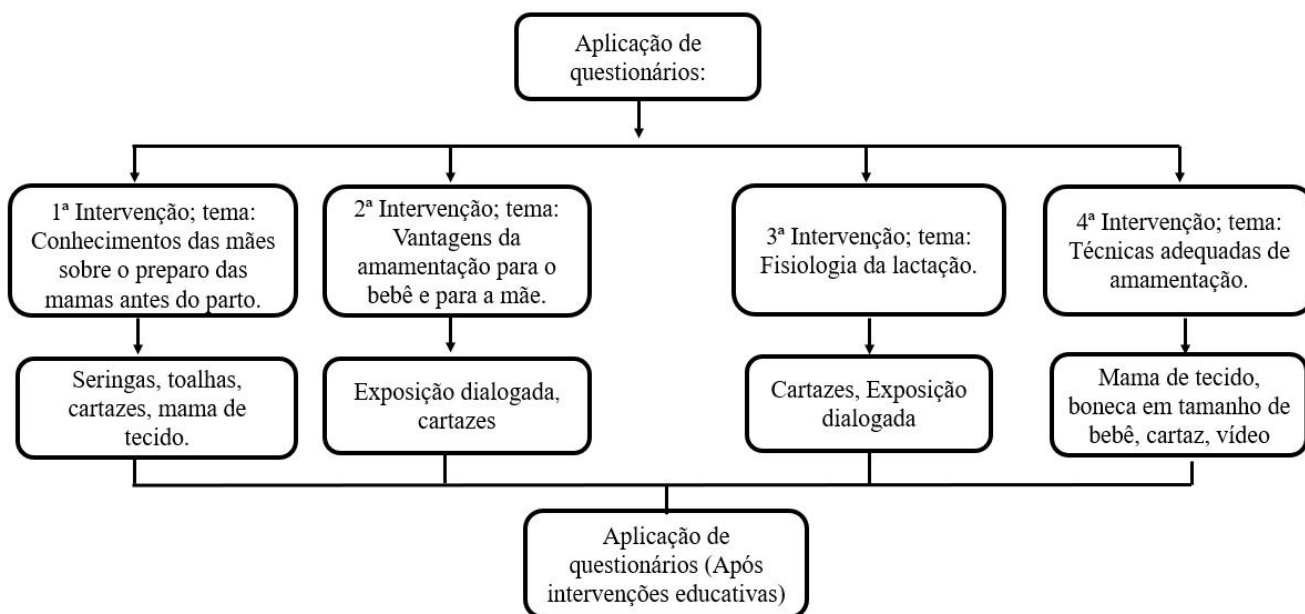 Aplicação de
questionários:
1ª Intervenção; tema:
Conhecimentos das mães
sobre o preparo das
mamas antes do parto.
2ª Intervenção; tema:
Vantagens da
amamentação para o
bebê e para a mãe.
3ª Intervenção; tema:
Fisiologia da lactação.
4ª Intervenção; tema:
Técnicas adequadas de
amamentação.
Seringas, toalhas,
cartazes, mama de
tecido.
Exposição dialogada,
cartazes
Cartazes, Exposição
dialogada
Mama de tecido,
boneca em tamanho de
bebê, cartaz, vídeo
Aplicação de
questionários (Após
intervenções educativas)